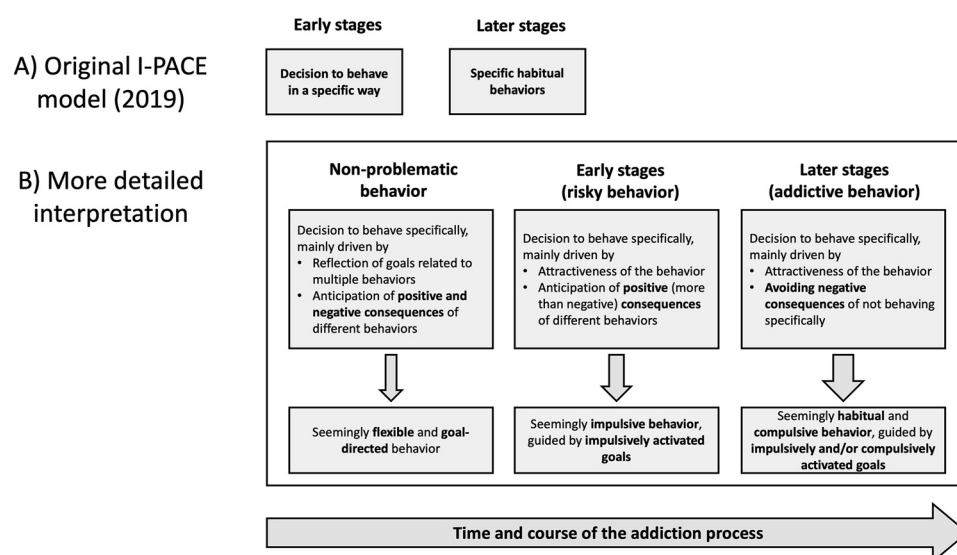 Early stages
Later stages
A) Original I-PACE
model (2019)
Decision to behave
in a specific way
Specific habitual
behaviors
B) More detailed
interpretation
Non-problematic
behavior
Decision to behave specifically,
mainly driven by
• Reflection of goals related to
multiple behaviors
• Anticipation of positive and
negative consequences of
different behaviors
Seemingly flexible and goal-
directed behavior
Early stages
(risky behavior)
Decision to behave specifically,
mainly driven by
• Attractiveness of the behavior
• Anticipation of positive (more
than negative) consequences
of different behaviors
Seemingly impulsive behavior,
guided by impulsively activated
goals
Later stages
(addictive behavior)
Decision to behave specifically,
mainly driven by
• Attractiveness of the behavior
• Avoiding negative
consequences of not behaving
specifically
Seemingly habitual and
compulsive behavior, guided by
impulsively and/or compulsively
activated goals
Time and course of the addiction process